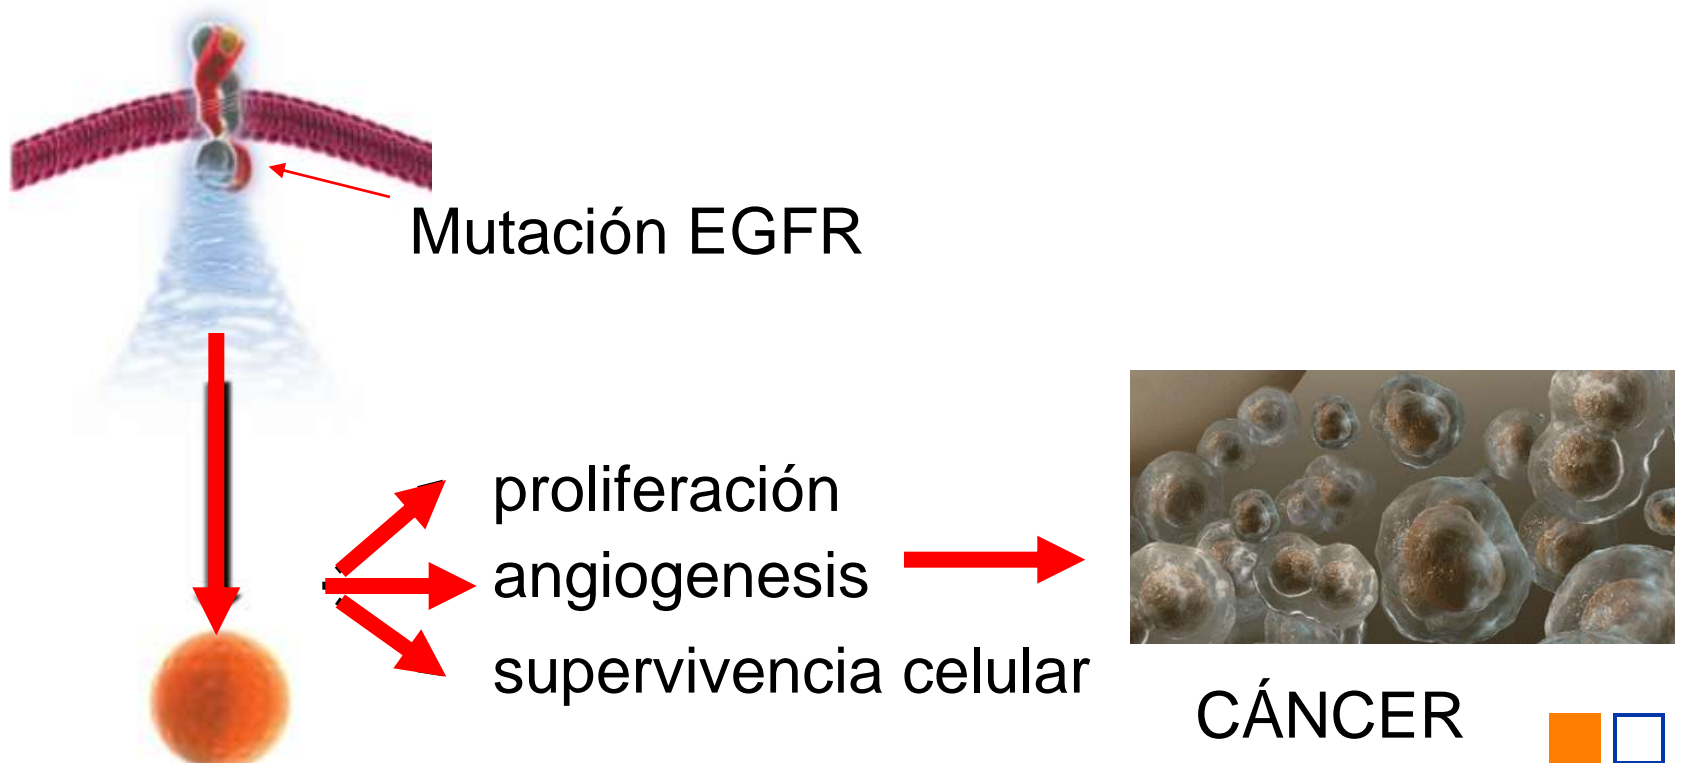 Mutación EGFR
proliferación
angiogenesis
supervivencia celular
CÁNCER